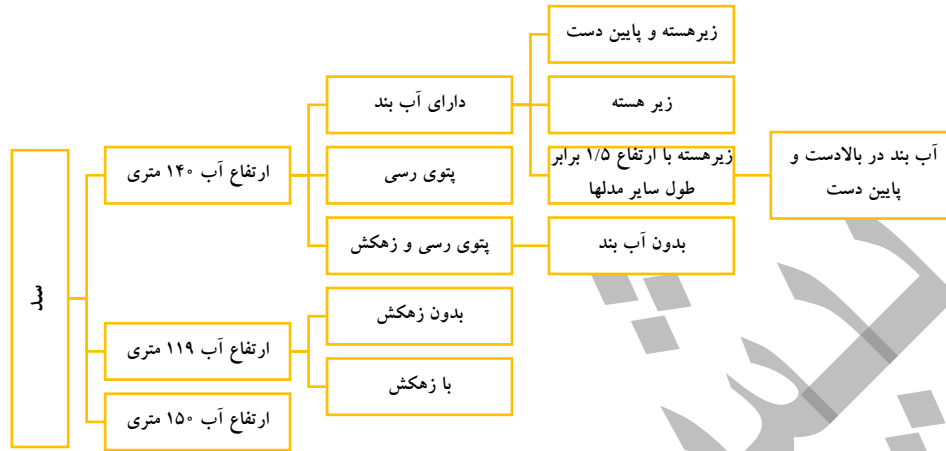 سد
ارتفاع آب ۱۴۰ متری
دارای آب بند
زیرهسته و پایین دست
زیر هسته
زیرهسته با ارتفاع ۱/۵ برابر
طول سایر مدلها
آب بند در بالادست و
پایین دست
پتوی رسی
پتوی رسی و زهکش
بدون آب بند
ارتفاع آب ۱۱۹ متری
بدون زهکش
با زهکش
ارتفاع آب ۱۵۰ متری